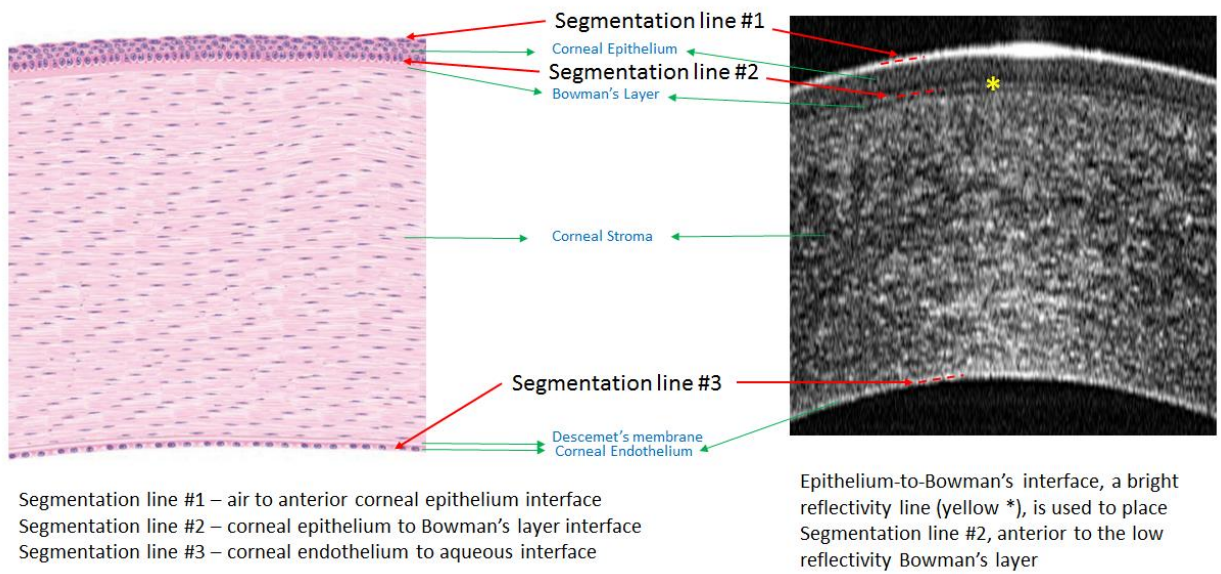 Segmentation line #1
Corneal Epithelium
Segmentation line #2
Bowman's Layer
*
Corneal Stroma
Segmentation line #3
Descemet's membrane
Corneal Endothelium
Segmentation line #1 – air to anterior corneal epithelium interface
Segmentation line #2 – corneal epithelium to Bowman's layer interface
Segmentation line #3 – corneal endothelium to aqueous interface
Epithelium-to-Bowman's interface, a bright
reflectivity line (yellow *), is used to place
Segmentation line #2, anterior to the low
reflectivity Bowman's layer